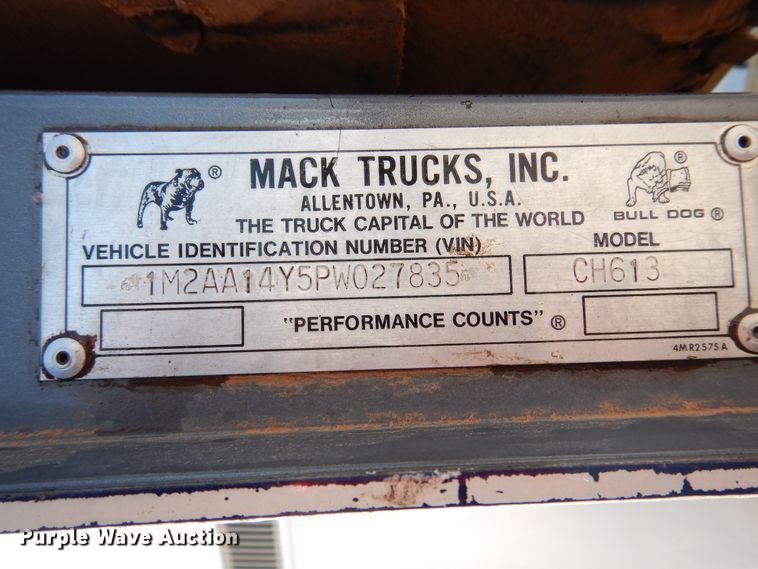 MACK TRUCKS, INC.
ALLENTOWN, PA., U.S.A.
THE TRUCK CAPITAL OF THE WORLD
®
®
BULL DOG ®
VEHICLE IDENTIFICATION NUMBER (VIN)
MODEL
1M2AA14Y5PW027835
CH613
"PERFORMANCE COUNTS" ®
4MR2575A
Purple Wave Auction